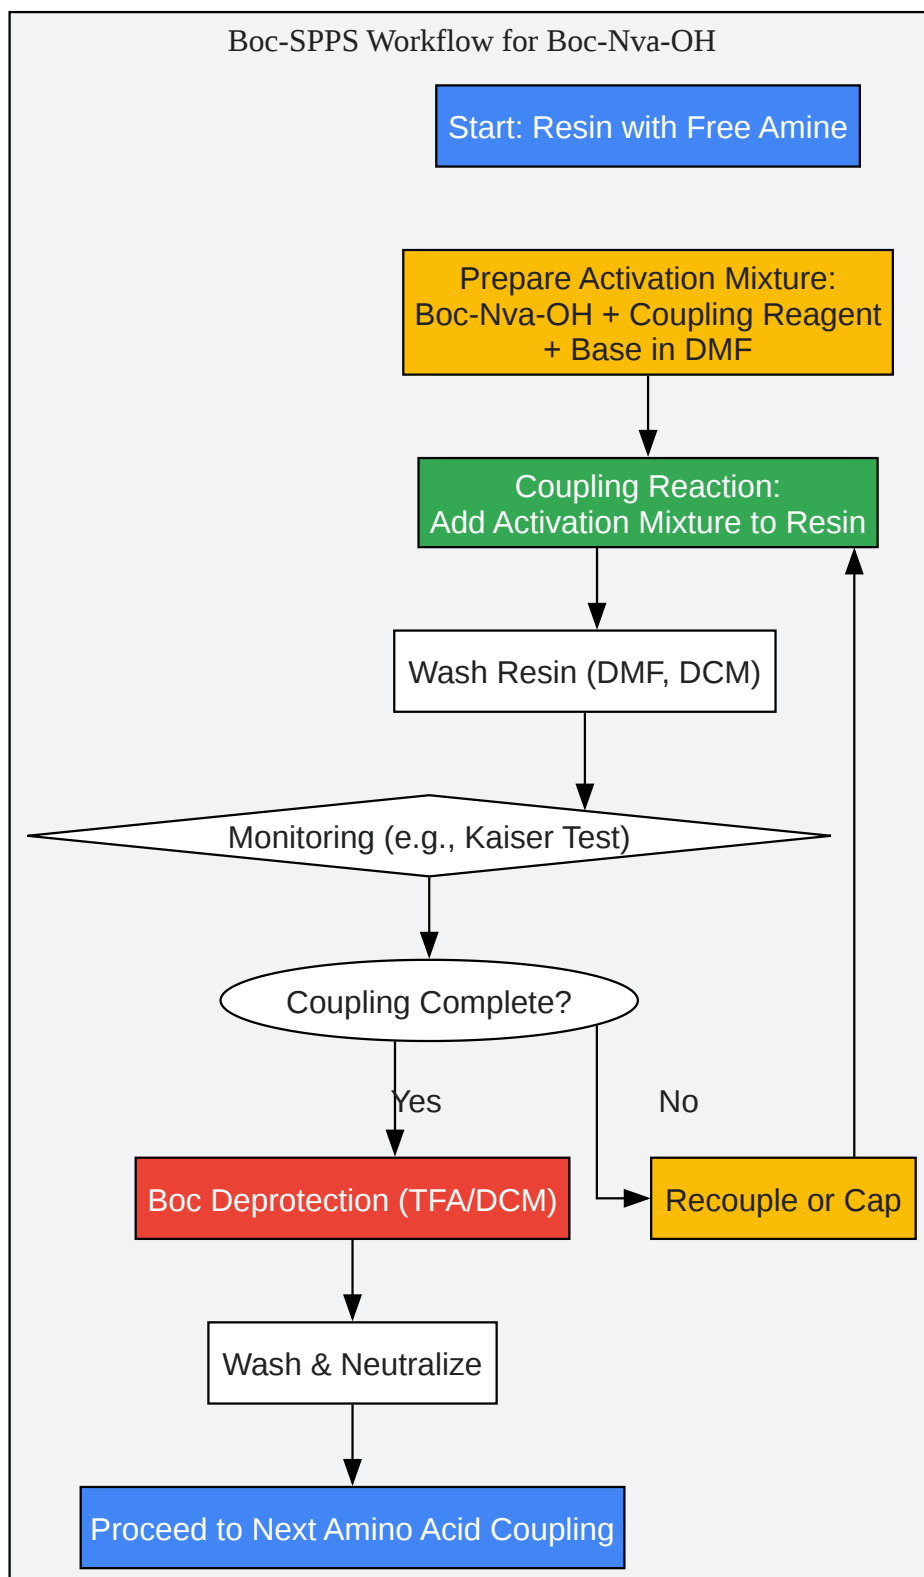 Boc-SPPS Workflow for Boc-Nva-OH
Start: Resin with Free Amine
Prepare Activation Mixture:
Boc-Nva-OH + Coupling Reagent
+ Base in DMF
Coupling Reaction:
Add Activation Mixture to Resin
Wash Resin (DMF, DCM)
Monitoring (e.g., Kaiser Test)
Coupling Complete?
Yes
No
Boc Deprotection (TFA/DCM)
Recouple or Cap
Wash & Neutralize
Proceed to Next Amino Acid Coupling